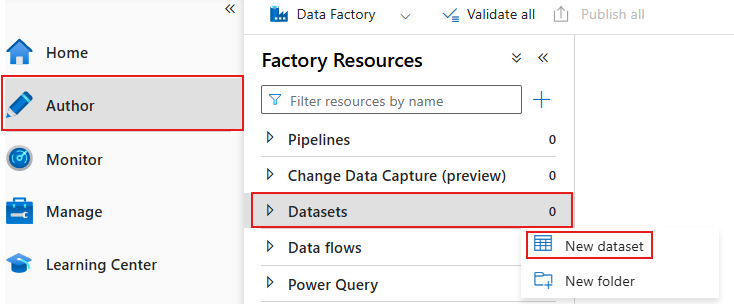 Home
Author
Monitor
Manage
Learning Center
Data Factory
Validate all
Publish all
Factory Resources
Filter resources by name
Pipelines 0
Change Data Capture (preview) 0
Datasets 0
New dataset
Data flows
New folder
Power Query